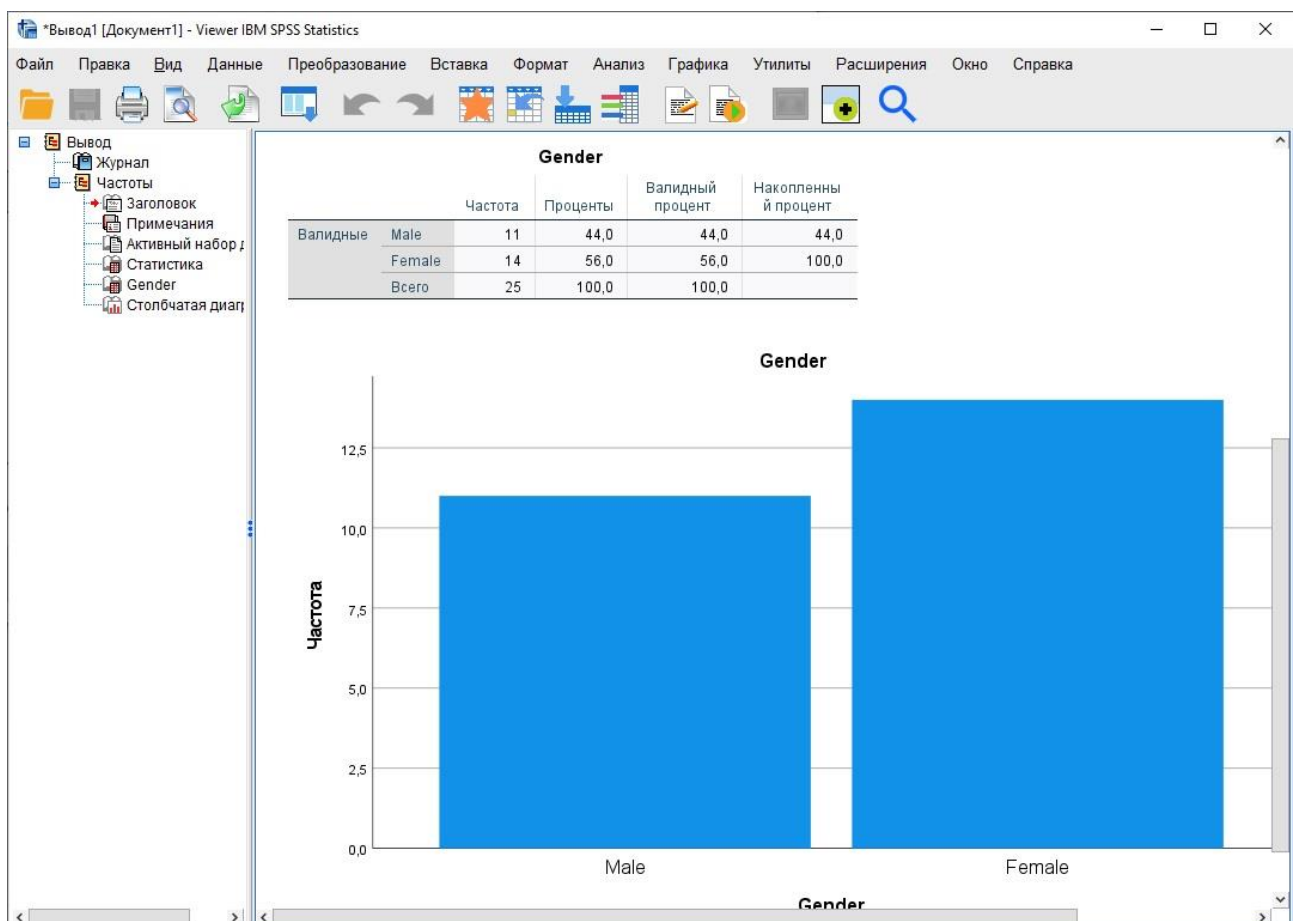 *Вывод1 [Документ1] - Viewer IBM SPSS Statistics
Файл Правка Вид Данные Преобразование Вставка Формат Анализ Графика Утилиты Расширения Окно Справка
Вывод
Журнал
Частоты
Заголовок
Примечания
Активный набор д
Статистика
Gender
Столбчатая диагр
Gender
Частота Проценты Валидный процент Накопленны й процент
Валидные Male 11 44,0 44,0 44,0
Female 14 56,0 56,0 100,0
Всего 25 100,0 100,0
Gender
12,5
10,0
7,5
5,0
2,5
0,0
Частота
Male Female
Gender